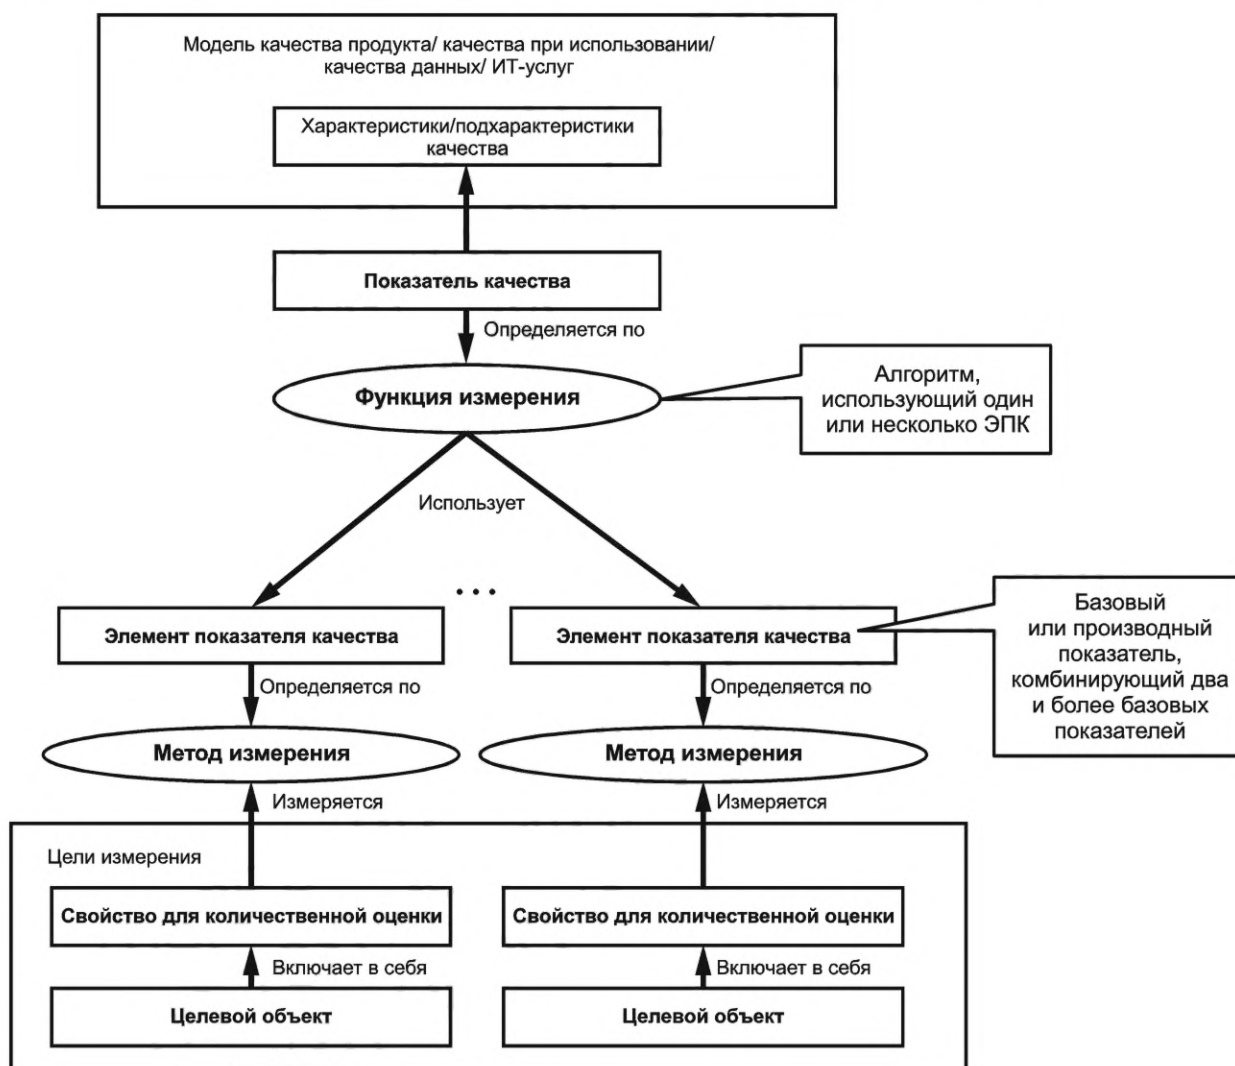 Модель качества продукта/ качества при использовании/
качества данных/ ИТ-услуг
Характеристики/подхарактеристики
качества
Показатель качества
Определяется по
Функция измерения
Алгоритм,
использующий один
или несколько ЭПК
Использует
...
Элемент показателя качества
Элемент показателя качества
Базовый
или производный
показатель,
комбинирующий два
и более базовых
показателей
Определяется по
Определяется по
Метод измерения
Метод измерения
Измеряется
Измеряется
Цели измерения
Свойство для количественной оценки
Свойство для количественной оценки
Включает в себя
Включает в себя
Целевой объект
Целевой объект